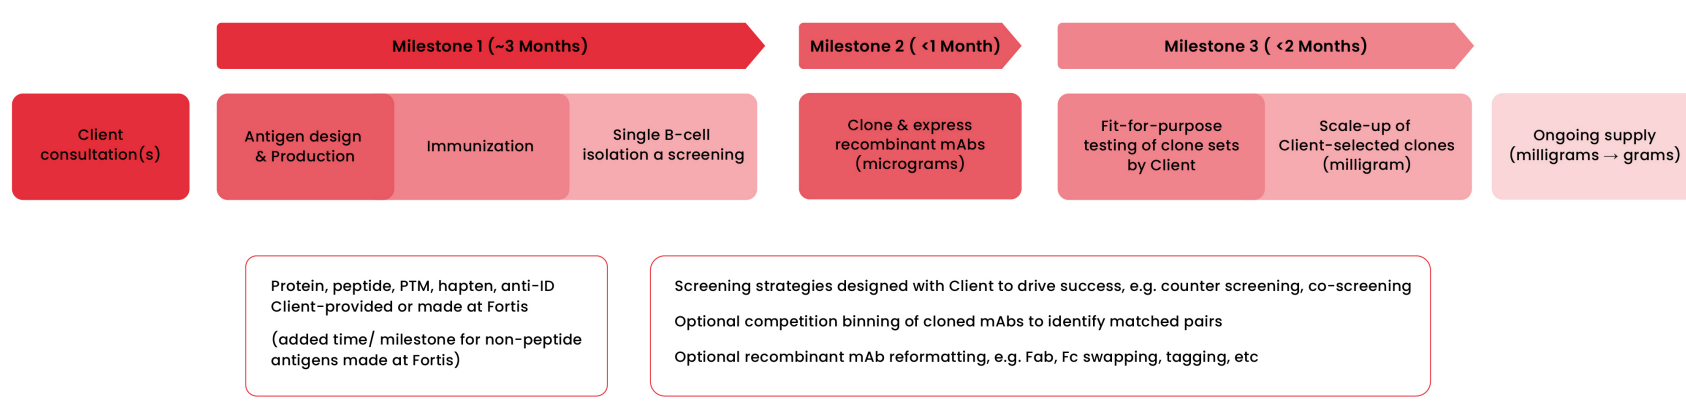 Milestone 1 (~3 Months)
Milestone 2 ( <1 Month)
Milestone 3 ( <2 Months)
Client
consultation(s)
Antigen design
& Production
Immunization
Single B-cell
isolation a screening
Clone & express
recombinant mAbs
(micrograms)
Fit-for-purpose
testing of clone sets
by Client
Scale-up of
Client-selected clones
(milligram)
Ongoing supply
(milligrams → grams)
Protein, peptide, PTM, hapten, anti-ID
Client-provided or made at Fortis
(added time/ milestone for non-peptide
antigens made at Fortis)
Screening strategies designed with Client to drive success, e.g. counter screening, co-screening
Optional competition binning of cloned mAbs to identify matched pairs
Optional recombinant mAb reformatting, e.g. Fab, Fc swapping, tagging, etc